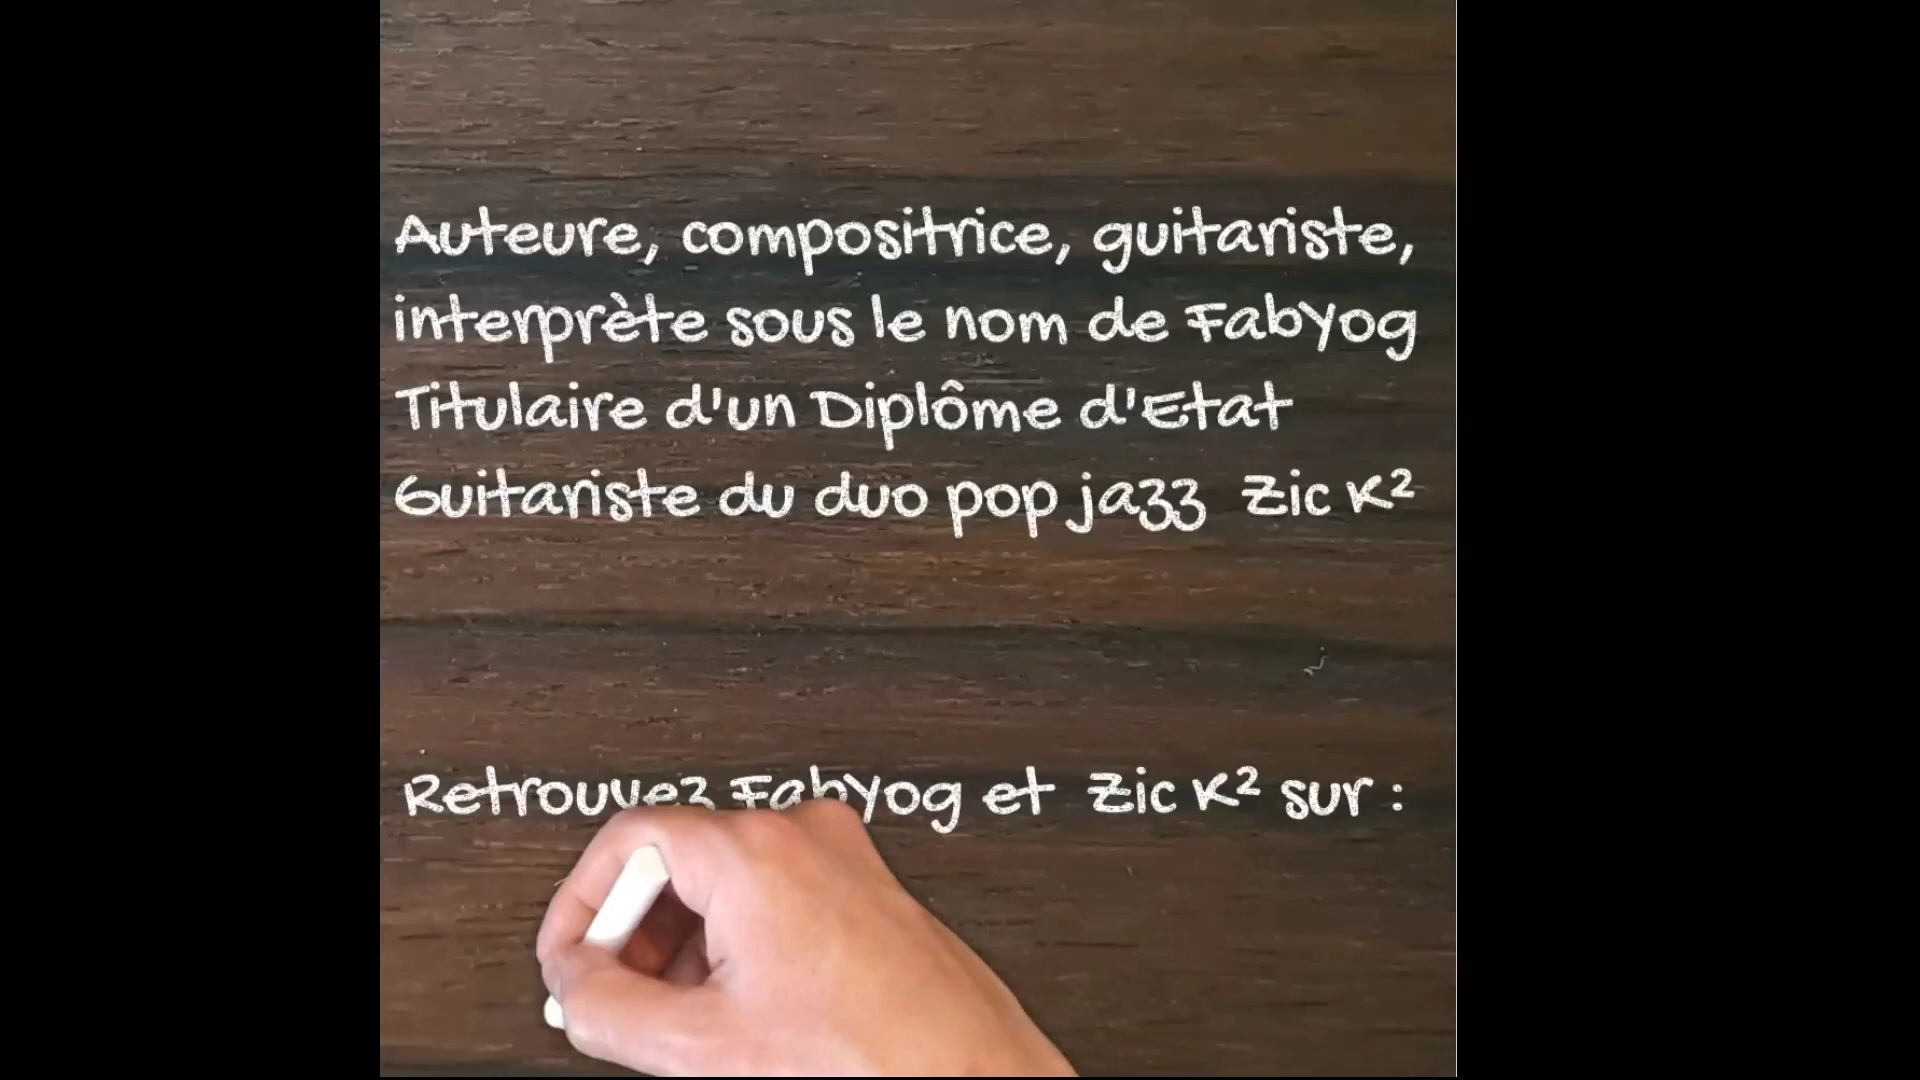 Auteure, compositrice, guitariste,
interprète sous le nom de FabYog
Titulaire d'un Diplôme d'Etat
Guitariste du duo pop jazz Zic K²
Retrouvez FabYog et Zic K² sur :